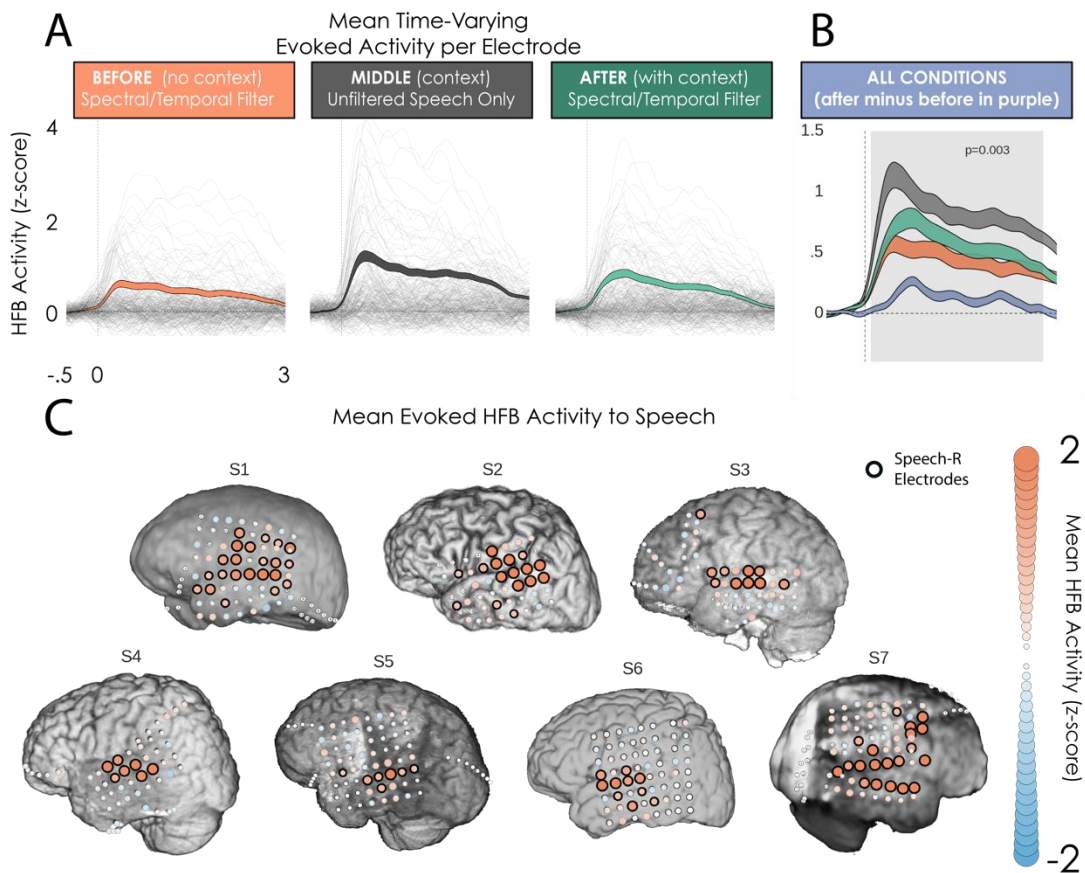 A
Mean Time-Varying
Evoked Activity per Electrode
B
BEFORE (no context)
Spectral/Temporal Filter
MIDDLE (context)
Unfiltered Speech Only
AFTER (with context)
Spectral/Temporal Filter
ALL CONDITIONS
(after minus before in purple)
HFB Activity (z-score)
4
2
0
-.5
0
3
1.5
1
.5
0
p=0.003
C
Mean Evoked HFB Activity to Speech
S1
S2
S3
Speech-R
Electrodes
2
Mean HFB Activity (z-score)
-2
S4
S5
S6
S7